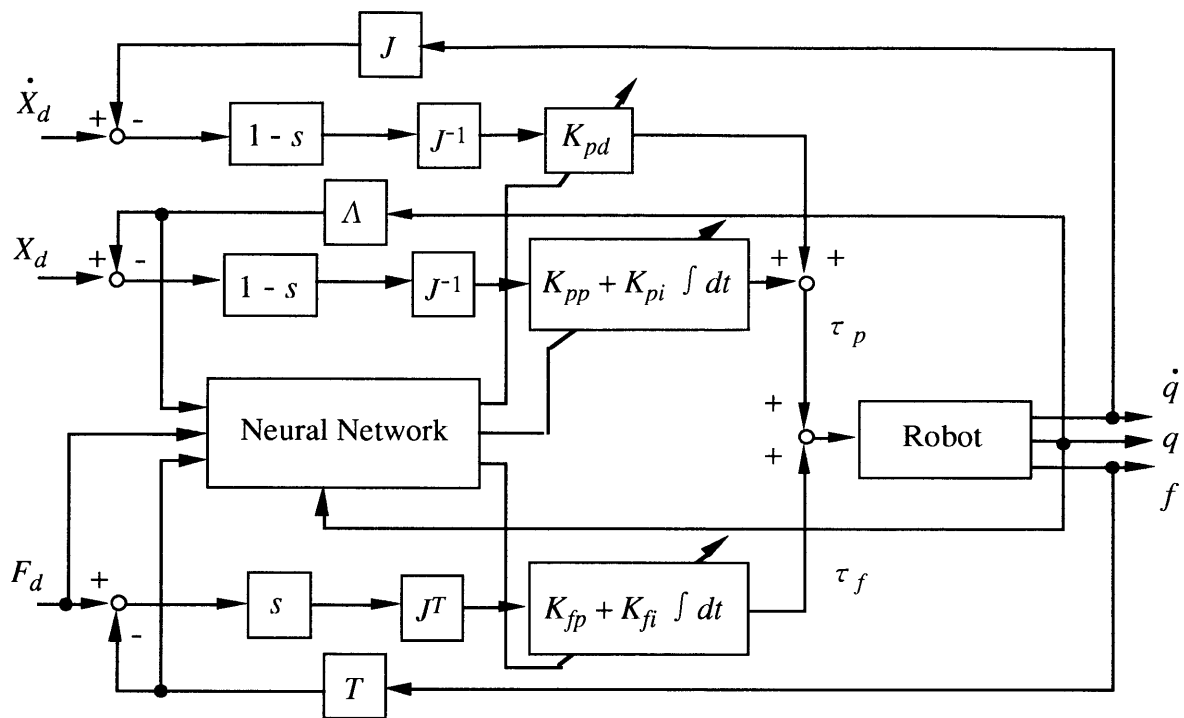 J
Ẋd + -
1 - s
J⁻¹
Kpd
Λ
Xd + -
1 - s
J⁻¹
Kpp + Kpi ∫ dt
+ +
τp
Neural Network
+
+
Robot
q̇
q
f
Fd + -
s
Jᵀ
Kfp + Kfi ∫ dt
τf
T